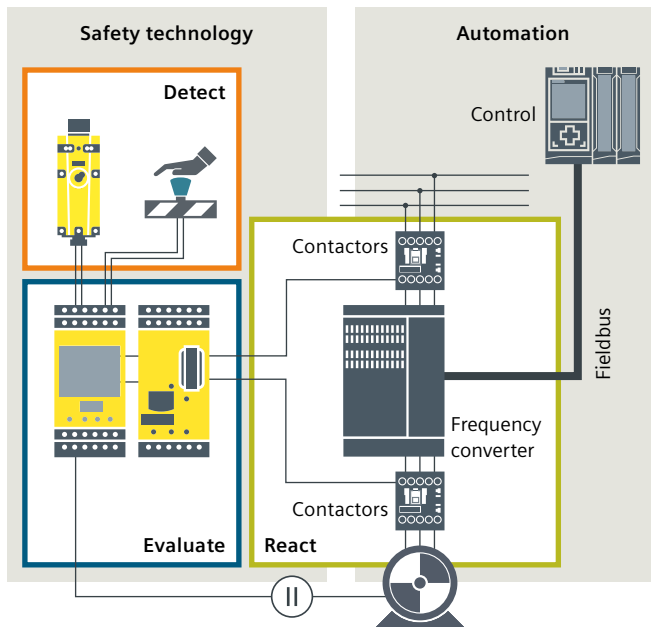 Safety technology
Automation
Detect
Control
Contactors
Fieldbus
Frequency
converter
Contactors
Evaluate
React